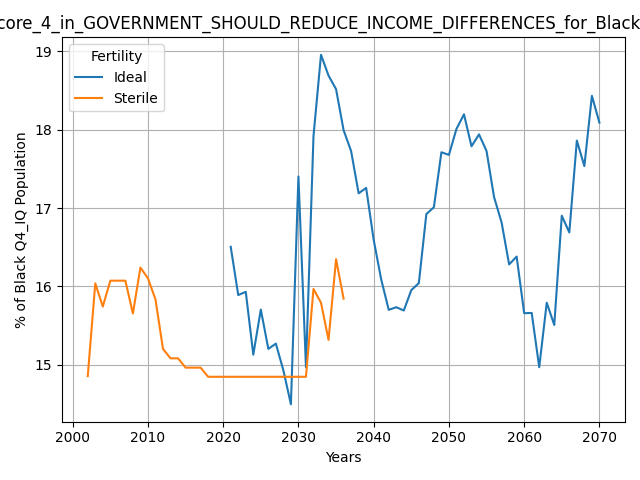 core_4_in_GOVERNMENT_SHOULD_REDUCE_INCOME_DIFFERENCES_for_Black
Fertility
Ideal
Sterile
% of Black Q4_IQ Population
19
18
17
16
15
2000 2010 2020 2030 2040 2050 2060 2070
Years